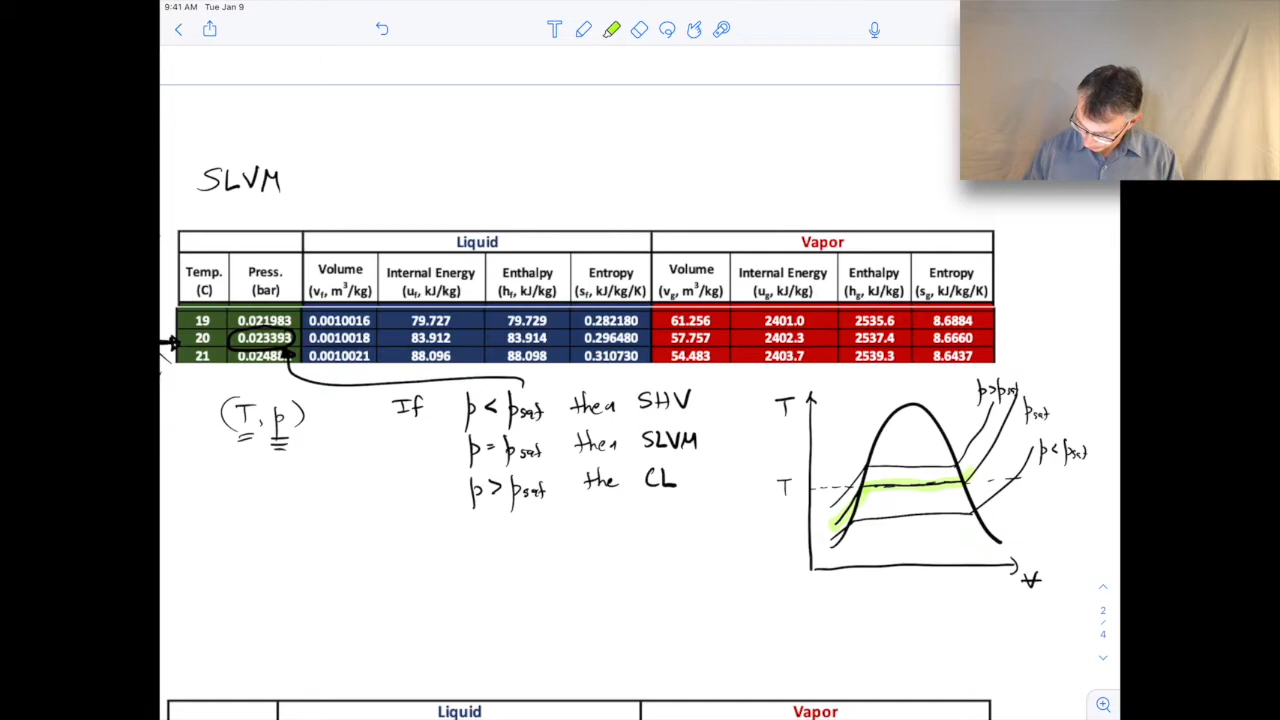 9:41 AM Tue Jan 9
SLVM
Liquid Vapor
Temp. (C) Press. (bar) Volume (vf, m³/kg) Internal Energy (uf, kJ/kg) Enthalpy (hf, kJ/kg) Entropy (sf, kJ/kg/K) Volume (vg, m³/kg) Internal Energy (ug, kJ/kg) Enthalpy (hg, kJ/kg) Entropy (sg, kJ/kg/K)
19 0.021983 0.0010016 79.727 79.729 0.282180 61.256 2401.0 2535.6 8.6884
20 0.023393 0.0010018 83.912 83.914 0.296480 57.757 2402.3 2537.4 8.6660
21 0.0010021 88.096 88.098 0.310730 54.483 2403.7 2539.3 8.6437
(T, p) If p < psat then SHV
p = psat then SLVM
p > psat the CL
T
p > psat
psat
p < psat
T
V
2
/
4
Liquid Vapor